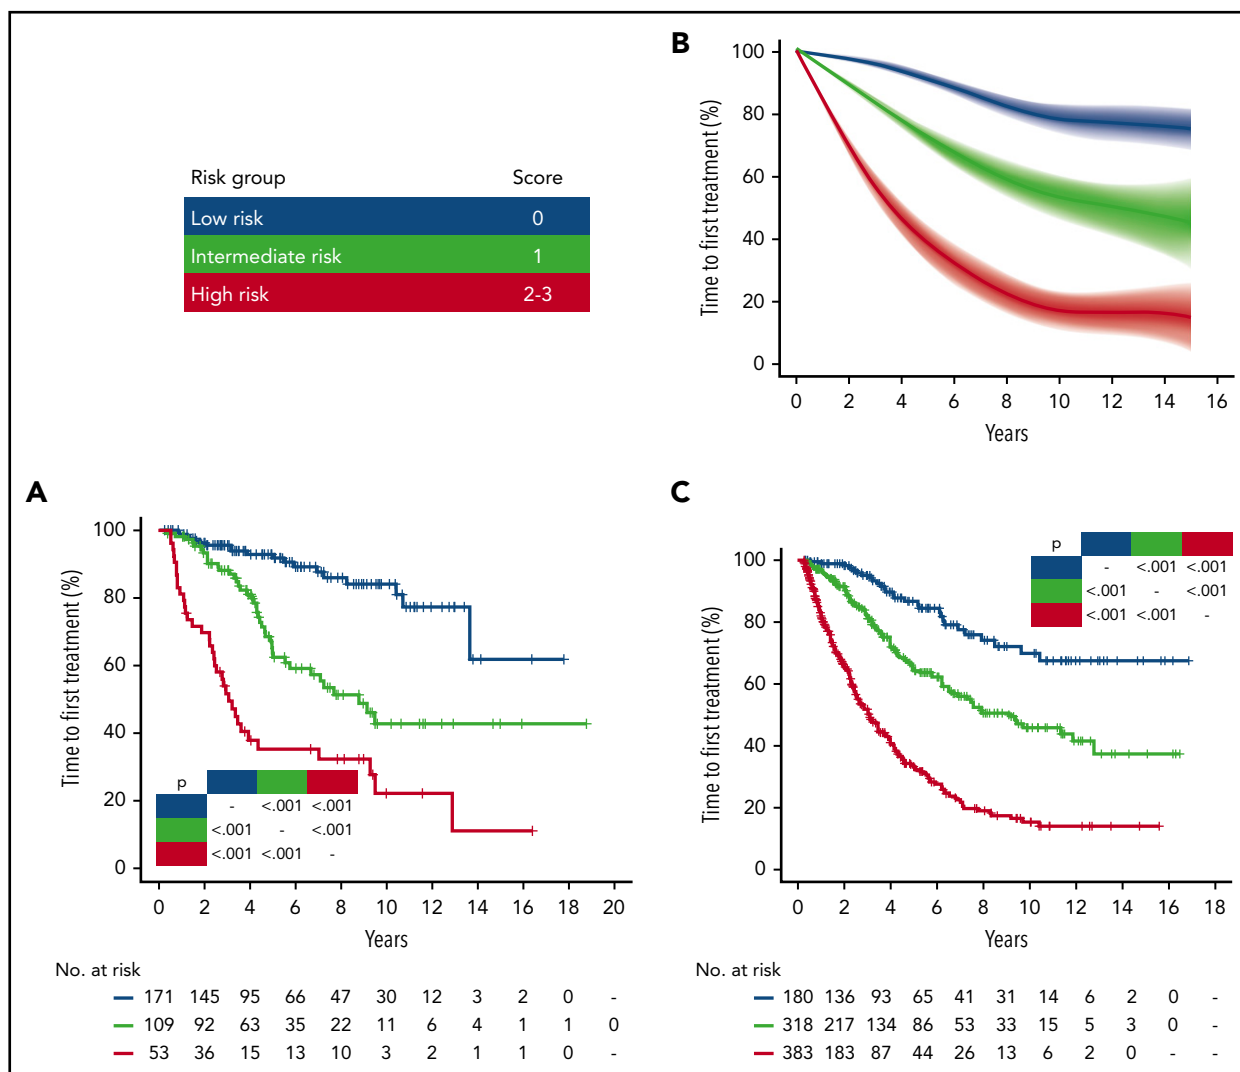 B
100
80
60
40
20
0
Time to first treatment (%)
0 2 4 6 8 10 12 14 16
Years
Risk group Score
Low risk 0
Intermediate risk 1
High risk 2-3
A
100
80
60
40
20
0
Time to first treatment (%)
p
- <.001 <.001
<.001 - <.001
<.001 <.001 -
0 2 4 6 8 10 12 14 16 18 20
Years
No. at risk
171 145 95 66 47 30 12 3 2 0 -
109 92 63 35 22 11 6 4 1 1 0
53 36 15 13 10 3 2 1 1 0 -
C
100
80
60
40
20
0
Time to first treatment (%)
p
- <.001 <.001
<.001 - <.001
<.001 <.001 -
0 2 4 6 8 10 12 14 16 18
Years
No. at risk
180 136 93 65 41 31 14 6 2 0 -
318 217 134 86 53 33 15 5 3 0 -
383 183 87 44 26 13 6 2 0 - -